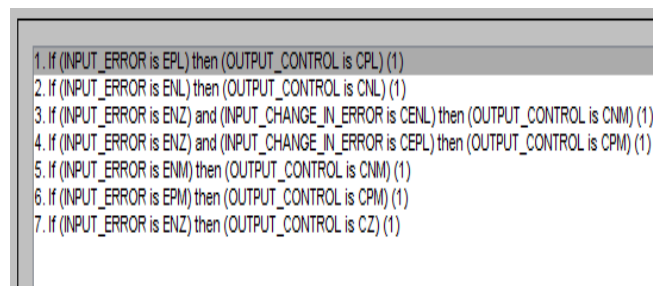 1. If (INPUT_ERROR is EPL) then (OUTPUT_CONTROL is CPL) (1)
2. If (INPUT_ERROR is ENL) then (OUTPUT_CONTROL is CNL) (1)
3. If (INPUT_ERROR is ENZ) and (INPUT_CHANGE_IN_ERROR is CENL) then (OUTPUT_CONTROL is CNM) (1)
4. If (INPUT_ERROR is ENZ) and (INPUT_CHANGE_IN_ERROR is CEPL) then (OUTPUT_CONTROL is CPM) (1)
5. If (INPUT_ERROR is ENM) then (OUTPUT_CONTROL is CNM) (1)
6. If (INPUT_ERROR is EPM) then (OUTPUT_CONTROL is CPM) (1)
7. If (INPUT_ERROR is ENZ) then (OUTPUT_CONTROL is CZ) (1)